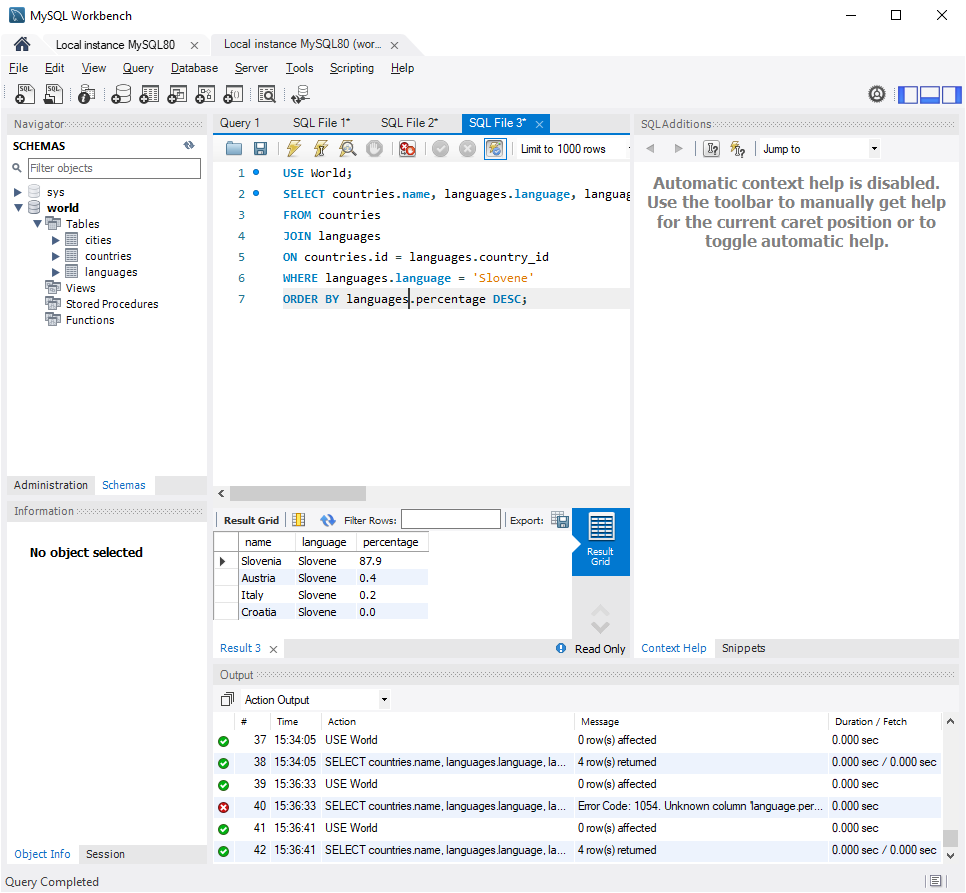 MySQL Workbench
Local instance MySQL80
Local instance MySQL80 (wor...
File Edit View Query Database Server Tools Scripting Help
Navigator
SCHEMAS
Filter objects
sys
world
Tables
cities
countries
languages
Views
Stored Procedures
Functions
Administration Schemas
Information
No object selected
Object Info Session
Query 1 SQL File 1* SQL File 2* SQL File 3*
Limit to 1000 rows
1 USE World;
2 SELECT countries.name, languages.language, languag
3 FROM countries
4 JOIN languages
5 ON countries.id = languages.country_id
6 WHERE languages.language = 'Slovene'
7 ORDER BY languages.percentage DESC;
Result Grid Filter Rows: Export:
name language percentage
Slovenia Slovene 87.9
Austria Slovene 0.4
Italy Slovene 0.2
Croatia Slovene 0.0
Result
Grid
Result 3
Read Only
SQLAdditions
Jump to
Automatic context help is disabled.
Use the toolbar to manually get help
for the current caret position or to
toggle automatic help.
Context Help Snippets
Output
Action Output
# Time Action Message Duration / Fetch
37 15:34:05 USE World 0 row(s) affected 0.000 sec
38 15:34:05 SELECT countries.name, languages.language, la... 4 row(s) returned 0.000 sec / 0.000 sec
39 15:36:33 USE World 0 row(s) affected 0.000 sec
40 15:36:33 SELECT countries.name, languages.language, la... Error Code: 1054. Unknown column 'language.per... 0.000 sec
41 15:36:41 USE World 0 row(s) affected 0.000 sec
42 15:36:41 SELECT countries.name, languages.language, la... 4 row(s) returned 0.000 sec / 0.000 sec
Query Completed